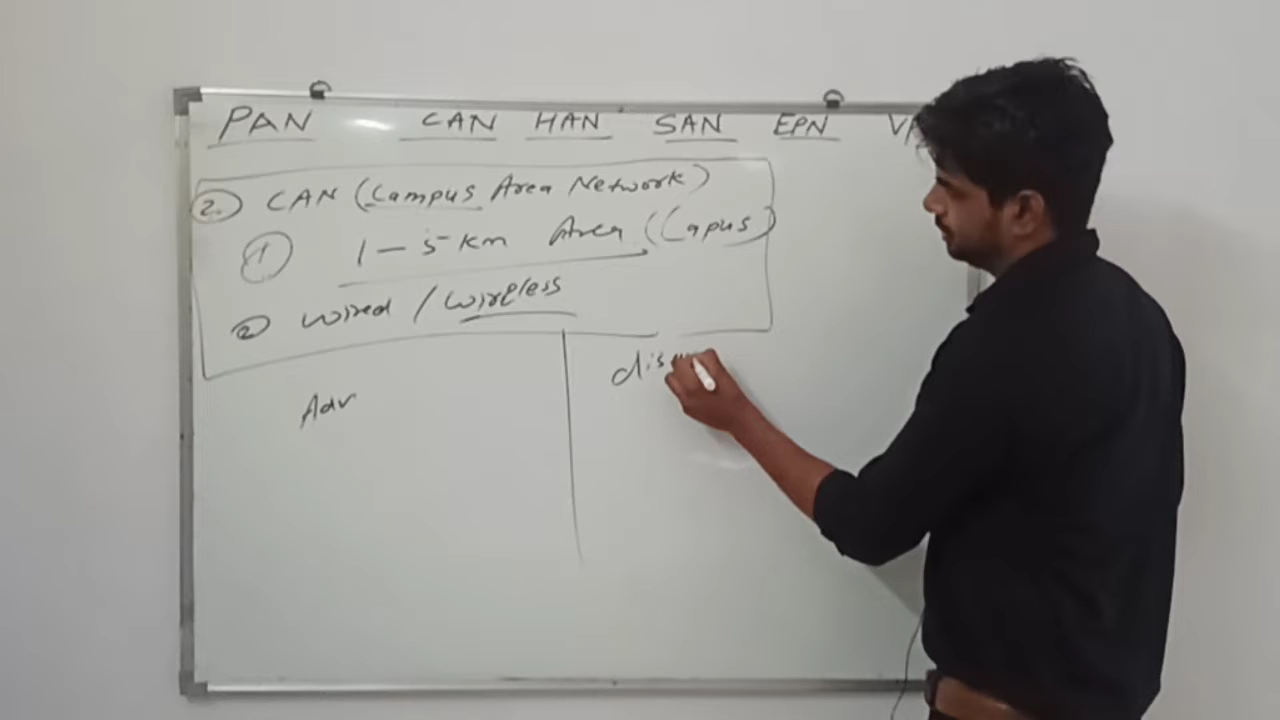 PAN CAN HAN SAN EPN
2. CAN (Campus Area Network)
1 1-5 km Area (Capus)
2 wired / wireless
Adv